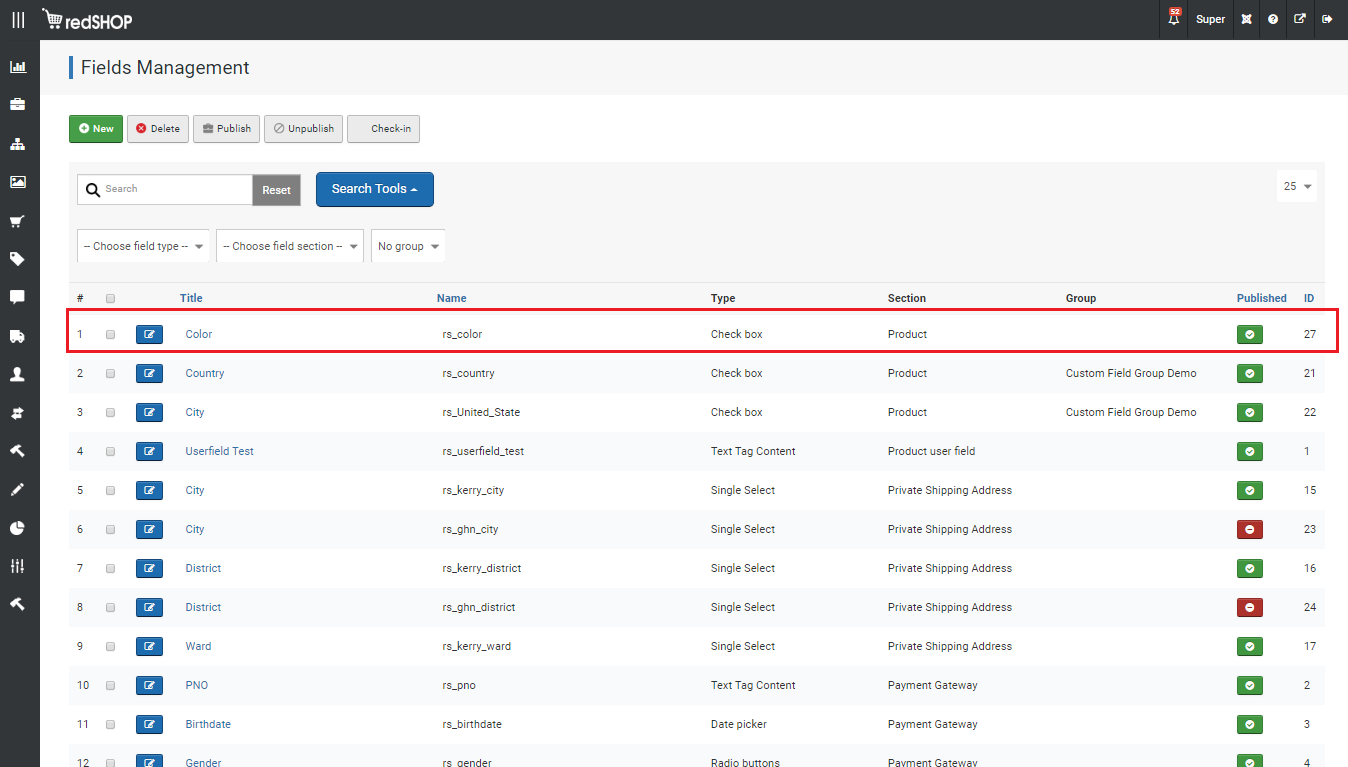 redSHOP 52 Super
Fields Management
New Delete Publish Unpublish Check-in
Search Reset Search Tools 25
-- Choose field type -- -- Choose field section -- No group
# Title Name Type Section Group Published ID
1 Color rs_color Check box Product 27
2 Country rs_country Check box Product Custom Field Group Demo 21
3 City rs_United_State Check box Product Custom Field Group Demo 22
4 Userfield Test rs_userfield_test Text Tag Content Product user field 1
5 City rs_kerry_city Single Select Private Shipping Address 15
6 City rs_ghn_city Single Select Private Shipping Address 23
7 District rs_kerry_district Single Select Private Shipping Address 16
8 District rs_ghn_district Single Select Private Shipping Address 24
9 Ward rs_kerry_ward Single Select Private Shipping Address 17
10 PNO rs_pno Text Tag Content Payment Gateway 2
11 Birthdate rs_birthdate Date picker Payment Gateway 3
12 Gender rs_gender Radio buttons Payment Gateway 4